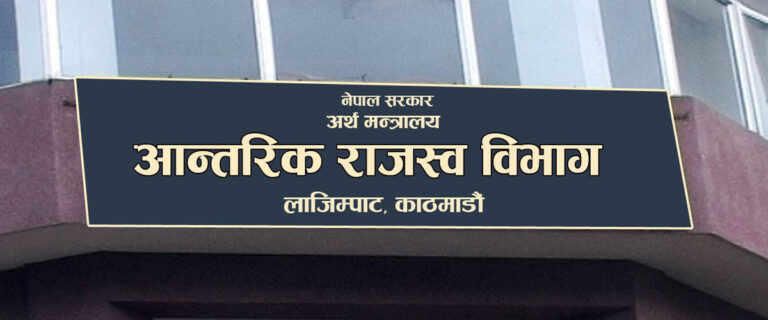 नेपाल सरकार
अर्थ मन्त्रालय
आन्तरिक राजस्व विभाग
लाजिम्पाट, काठमाडौं